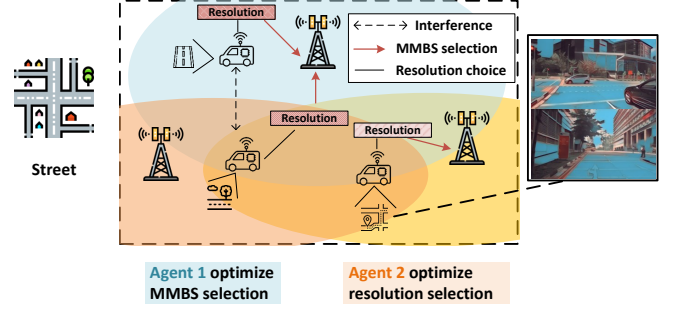 Resolution
Interference
MMBS selection
Resolution choice
Resolution
Resolution
Street
Agent 1 optimize
MMBS selection
Agent 2 optimize
resolution selection